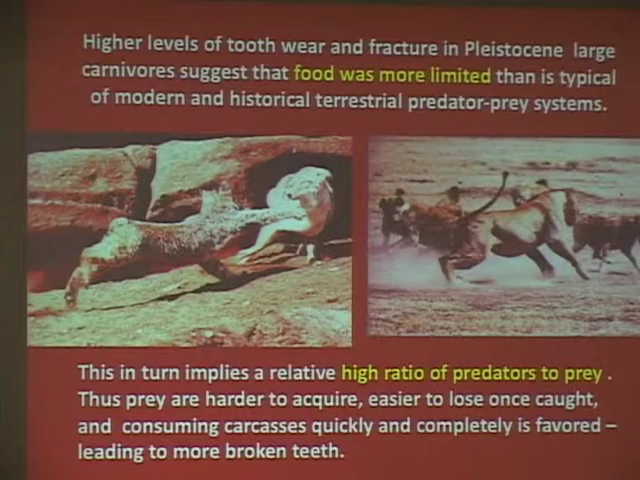 Higher levels of tooth wear and fracture in Pleistocene large
carnivores suggest that food was more limited than is typical
of modern and historical terrestrial predator-prey systems.
This in turn implies a relative high ratio of predators to prey .
Thus prey are harder to acquire, easier to lose once caught,
and consuming carcasses quickly and completely is favored –
leading to more broken teeth.